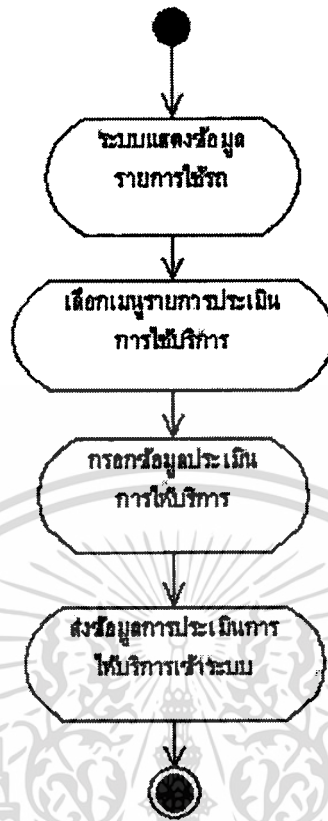 ระบบแสดงข้อมูล
รายการใช้รถ
เลือกเมนูรายการประเมิน
การใช้บริการ
กรอกข้อมูลประเมิน
การให้บริการ
ส่งข้อมูลการประเมินการ
ให้บริการเข้าระบบ